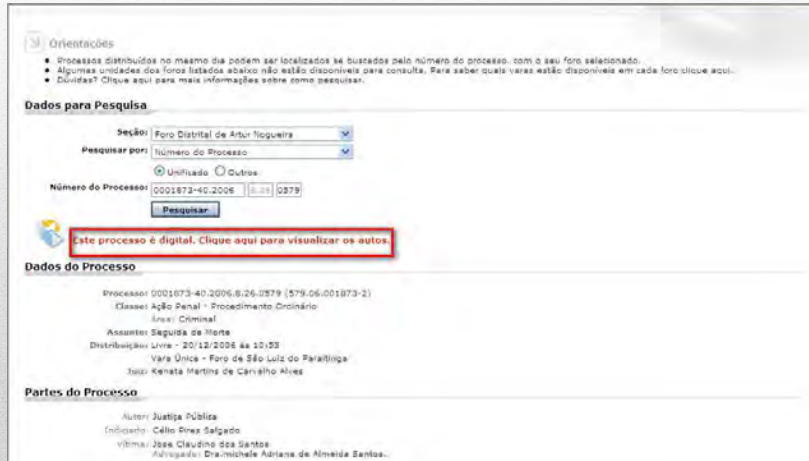 Orientações
Processos distribuídos no mesmo dia podem ser localizados se buscados pelo número do processo, com o seu foro selecionado.
Algumas unidades dos foros listados abaixo não estão disponíveis para consulta. Para saber quais varas estão disponíveis em cada foro clique aqui.
Dúvidas? Clique aqui para mais informações sobre como pesquisar.
Dados para Pesquisa
Seção: Foro Distrital de Artur Nogueira
Pesquisar por: Número do Processo
Unificado Outros
Número do Processo: 0001873-40.2006 8.26 0579
Pesquisar
Este processo é digital. Clique aqui para visualizar os autos.
Dados do Processo
Processo: 0001873-40.2006.8.26.0579 (579.06.001873-2)
Classe: Ação Penal - Procedimento Ordinário
Área: Criminal
Assunto: Seguida de Morte
Distribuição: Livre - 20/12/2006 às 10:53
Vara Única - Foro de São Luiz do Paraitinga
Juiz: Renata Martins de Carvalho Alves
Partes do Processo
Autor: Justiça Pública
Indiciado: Célio Pires Salgado
Vítima: Jose Claudino dos Santos
Advogado: Dra.michele Adriana de Almeida Santos.